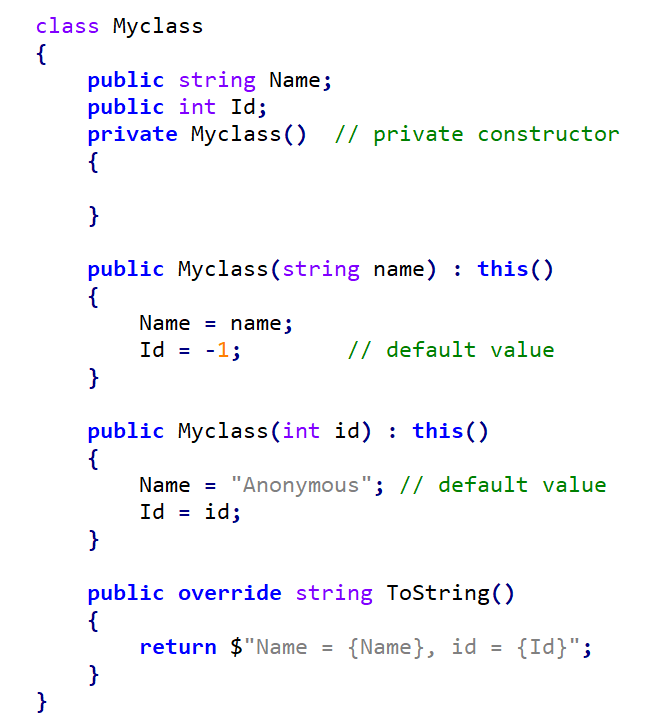 class Myclass
{
    public string Name;
    public int Id;
    private Myclass()  // private constructor
    {

    }

    public Myclass(string name) : this()
    {
        Name = name;
        Id = -1;        // default value
    }

    public Myclass(int id) : this()
    {
        Name = "Anonymous"; // default value
        Id = id;
    }

    public override string ToString()
    {
        return $"Name = {Name}, id = {Id}";
    }
}